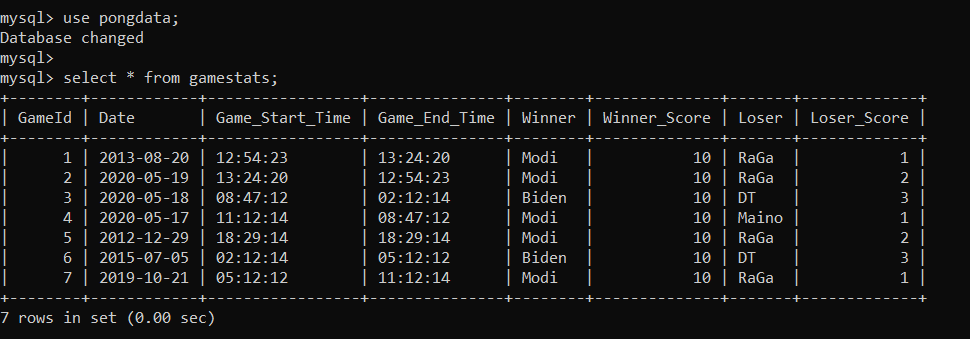 mysql> use pongdata;
Database changed
mysql>
mysql> select * from gamestats;
+--------+------------+-----------------+---------------+--------+--------------+-------+-------------+
| GameId | Date       | Game_Start_Time | Game_End_Time | Winner | Winner_Score | Loser | Loser_Score |
+--------+------------+-----------------+---------------+--------+--------------+-------+-------------+
|      1 | 2013-08-20 | 12:54:23        | 13:24:20      | Modi   |           10 | RaGa  |           1 |
|      2 | 2020-05-19 | 13:24:20        | 12:54:23      | Modi   |           10 | RaGa  |           2 |
|      3 | 2020-05-18 | 08:47:12        | 02:12:14      | Biden  |           10 | DT    |           3 |
|      4 | 2020-05-17 | 11:12:14        | 08:47:12      | Modi   |           10 | Maino |           1 |
|      5 | 2012-12-29 | 18:29:14        | 18:29:14      | Modi   |           10 | RaGa  |           2 |
|      6 | 2015-07-05 | 02:12:14        | 05:12:12      | Biden  |           10 | DT    |           3 |
|      7 | 2019-10-21 | 05:12:12        | 11:12:14      | Modi   |           10 | RaGa  |           1 |
+--------+------------+-----------------+---------------+--------+--------------+-------+-------------+
7 rows in set (0.00 sec)